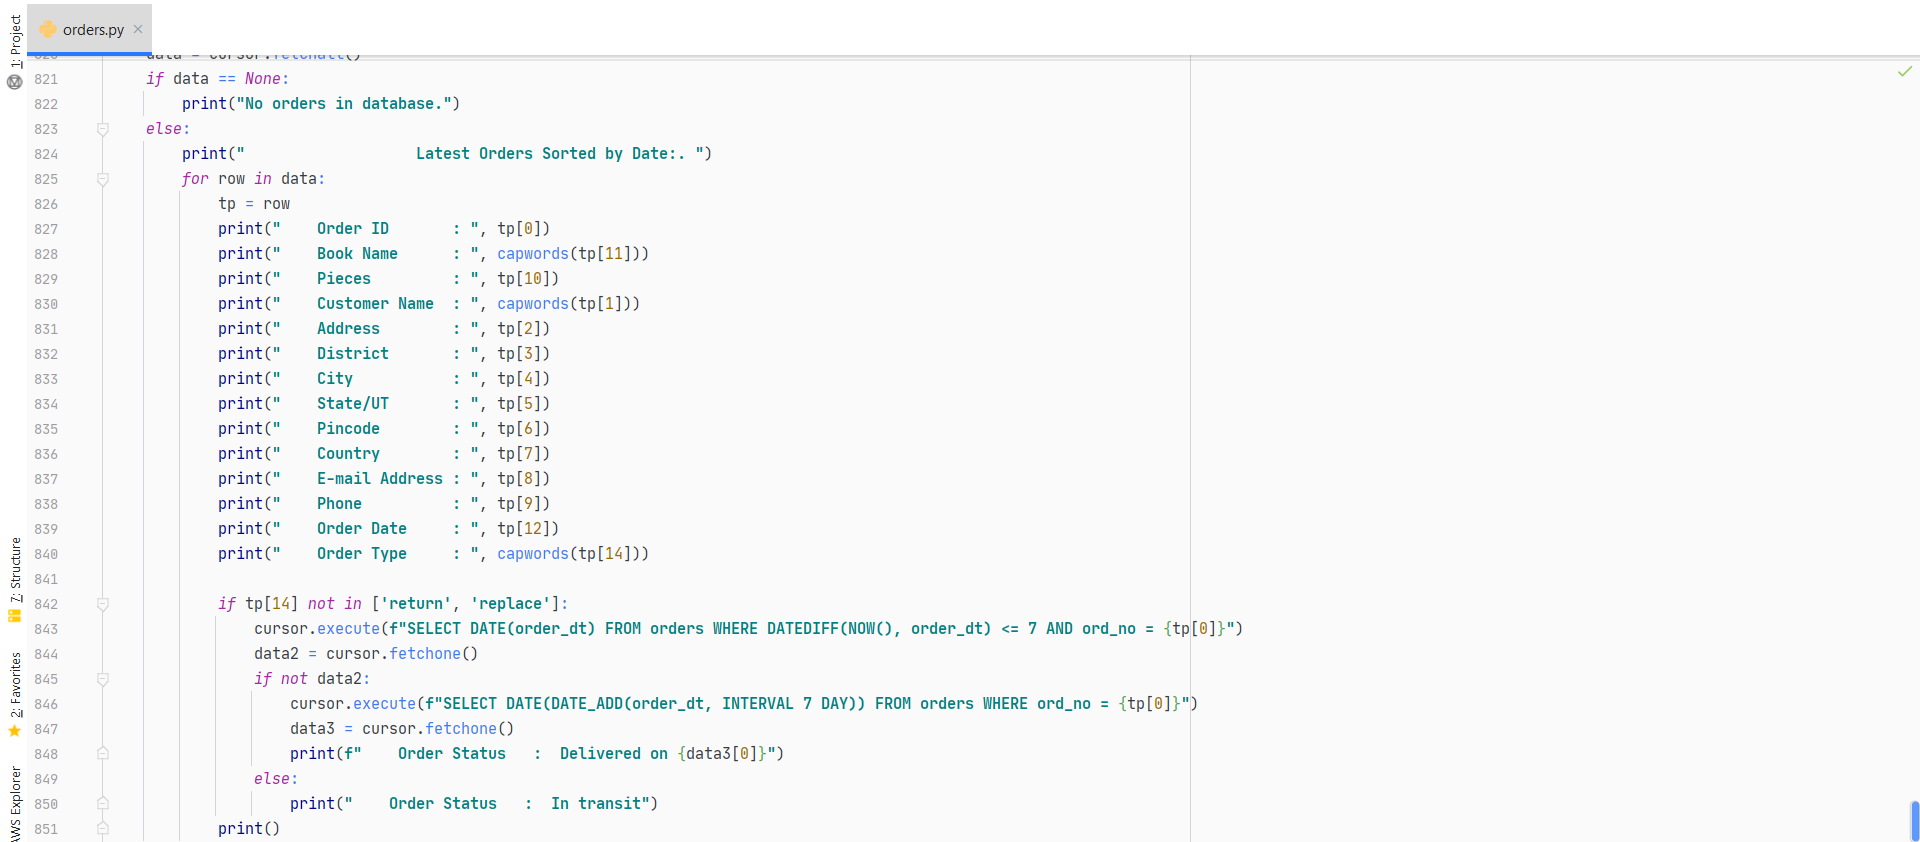 orders.py
1: Project
7: Structure
2: Favorites
AWS Explorer
820 data = cursor.fetchall()
821 if data == None:
822 print("No orders in database.")
823 else:
824 print("                   Latest Orders Sorted by Date:. ")
825 for row in data:
826 tp = row
827 print("    Order ID       : ", tp[0])
828 print("    Book Name      : ", capwords(tp[11]))
829 print("    Pieces         : ", tp[10])
830 print("    Customer Name  : ", capwords(tp[1]))
831 print("    Address        : ", tp[2])
832 print("    District       : ", tp[3])
833 print("    City           : ", tp[4])
834 print("    State/UT       : ", tp[5])
835 print("    Pincode        : ", tp[6])
836 print("    Country        : ", tp[7])
837 print("    E-mail Address : ", tp[8])
838 print("    Phone          : ", tp[9])
839 print("    Order Date     : ", tp[12])
840 print("    Order Type     : ", capwords(tp[14]))
841
842 if tp[14] not in ['return', 'replace']:
843 cursor.execute(f"SELECT DATE(order_dt) FROM orders WHERE DATEDIFF(NOW(), order_dt) <= 7 AND ord_no = {tp[0]}")
844 data2 = cursor.fetchone()
845 if not data2:
846 cursor.execute(f"SELECT DATE(DATE_ADD(order_dt, INTERVAL 7 DAY)) FROM orders WHERE ord_no = {tp[0]}")
847 data3 = cursor.fetchone()
848 print(f"    Order Status   :  Delivered on {data3[0]}")
849 else:
850 print("    Order Status   :  In transit")
851 print()